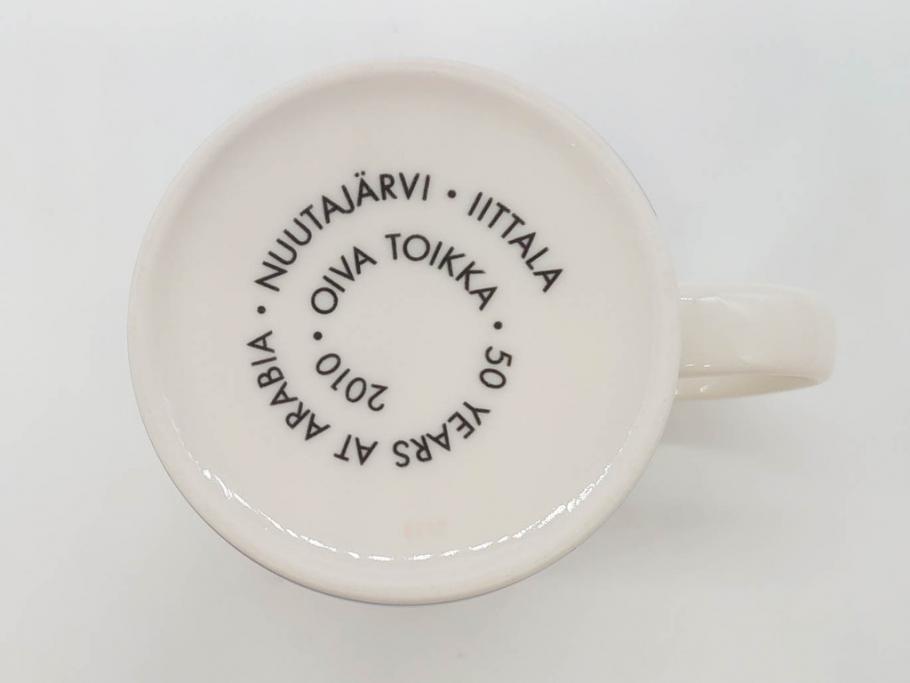 2010 · OIVA TOIKKA · 50 YEARS AT ARABIA · NUUTAJÄRVI · IITTALA